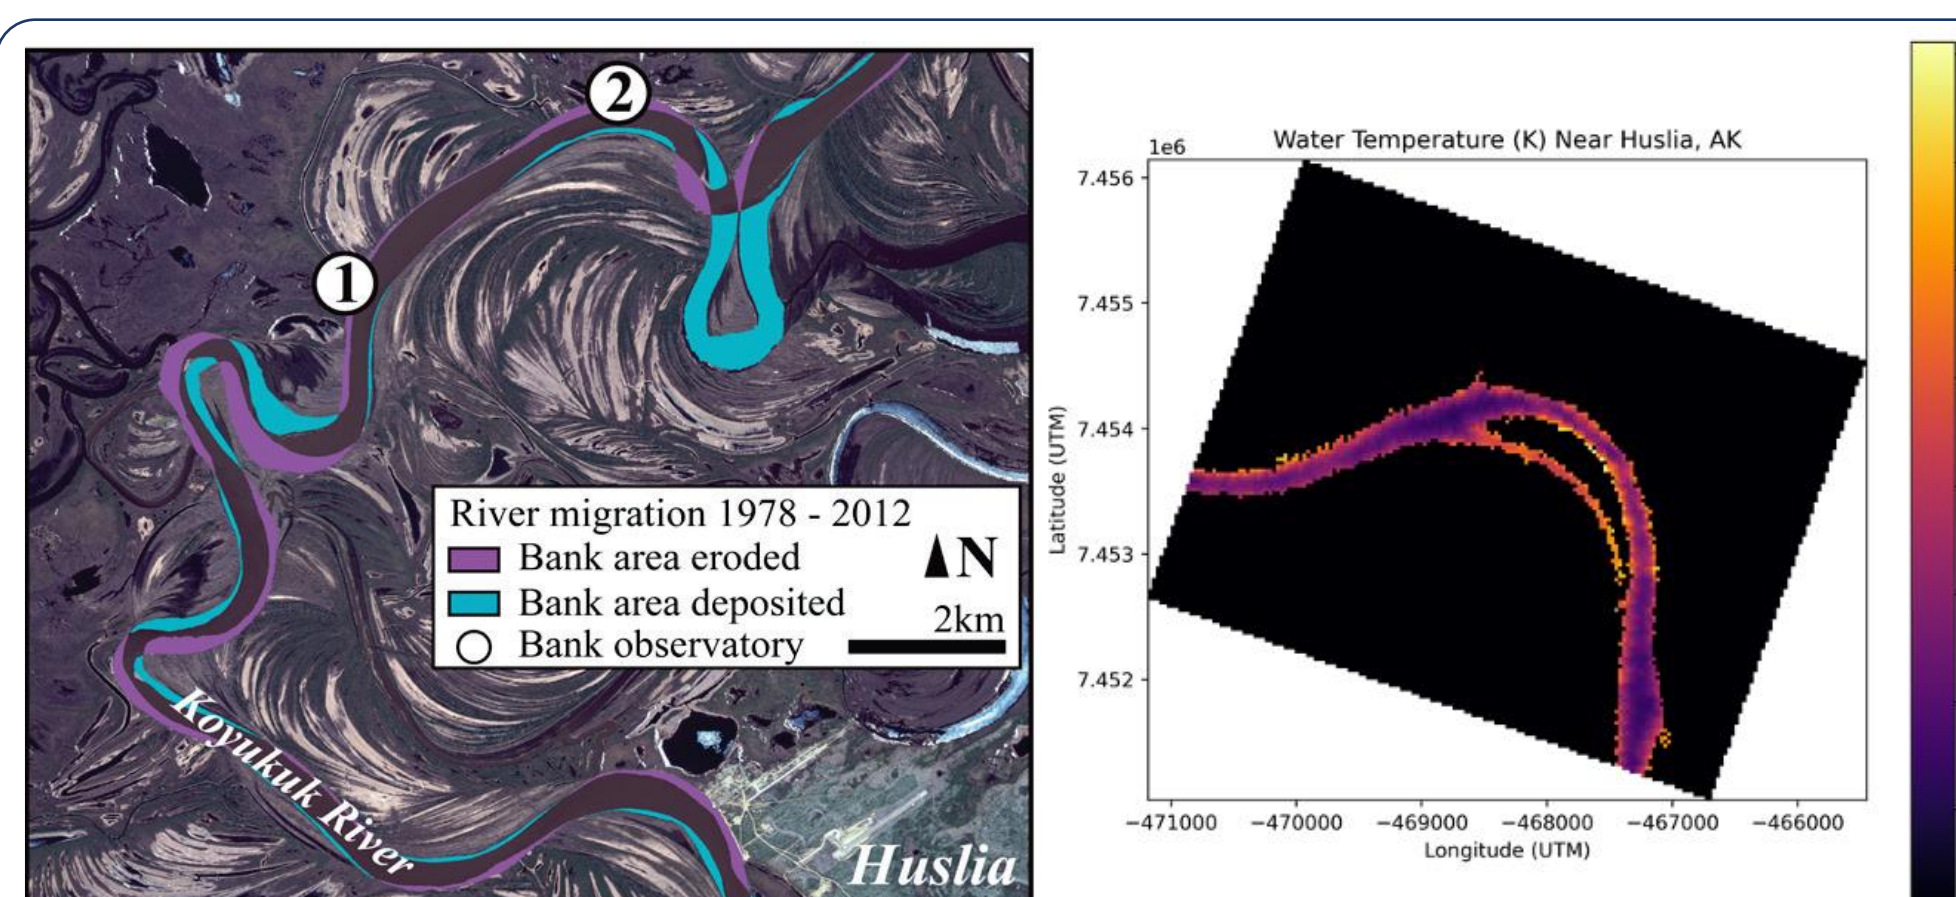 2
1
River migration 1978 - 2012
Bank area eroded
N
Bank area deposited
2km
Bank observatory
Koyukuk River
Huslia
Water Temperature (K) Near Huslia, AK
1e6
7.456
7.455
7.454
7.453
7.452
Latitude (UTM)
−471000 −470000 −469000 −468000 −467000 −466000
Longitude (UTM)